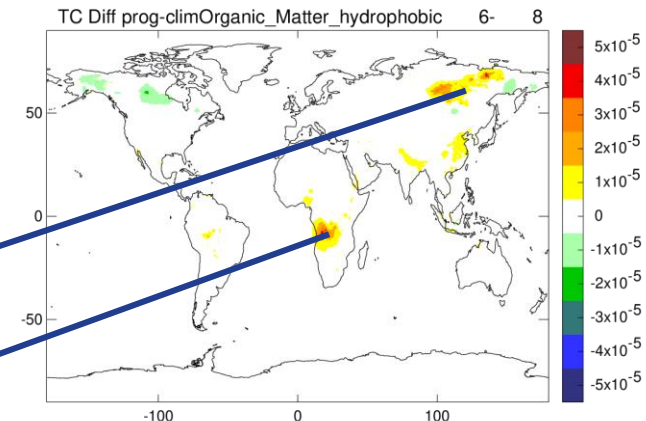 TC Diff prog-climOrganic_Matter_hydrophobic 6- 8
5x10⁻⁵
4x10⁻⁵
3x10⁻⁵
2x10⁻⁵
1x10⁻⁵
0
-1x10⁻⁵
-2x10⁻⁵
-3x10⁻⁵
-4x10⁻⁵
-5x10⁻⁵
50
0
-50
-100 0 100